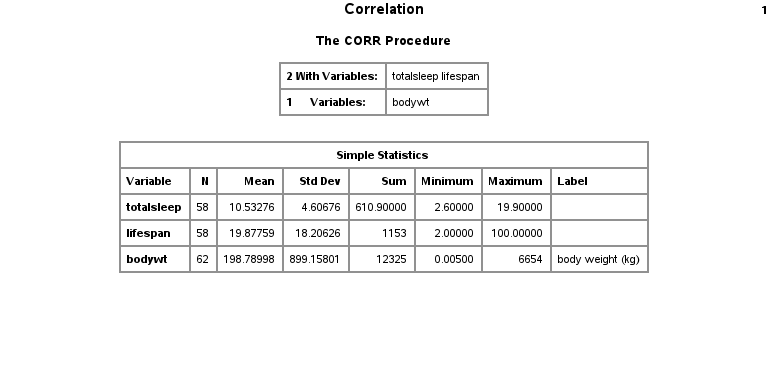 Correlation
1
The CORR Procedure
2 With Variables: totalsleep lifespan
1 Variables: bodywt
Simple Statistics
Variable N Mean Std Dev Sum Minimum Maximum Label
totalsleep 58 10.53276 4.60676 610.90000 2.60000 19.90000
lifespan 58 19.87759 18.20626 1153 2.00000 100.00000
bodywt 62 198.78998 899.15801 12325 0.00500 6654 body weight (kg)